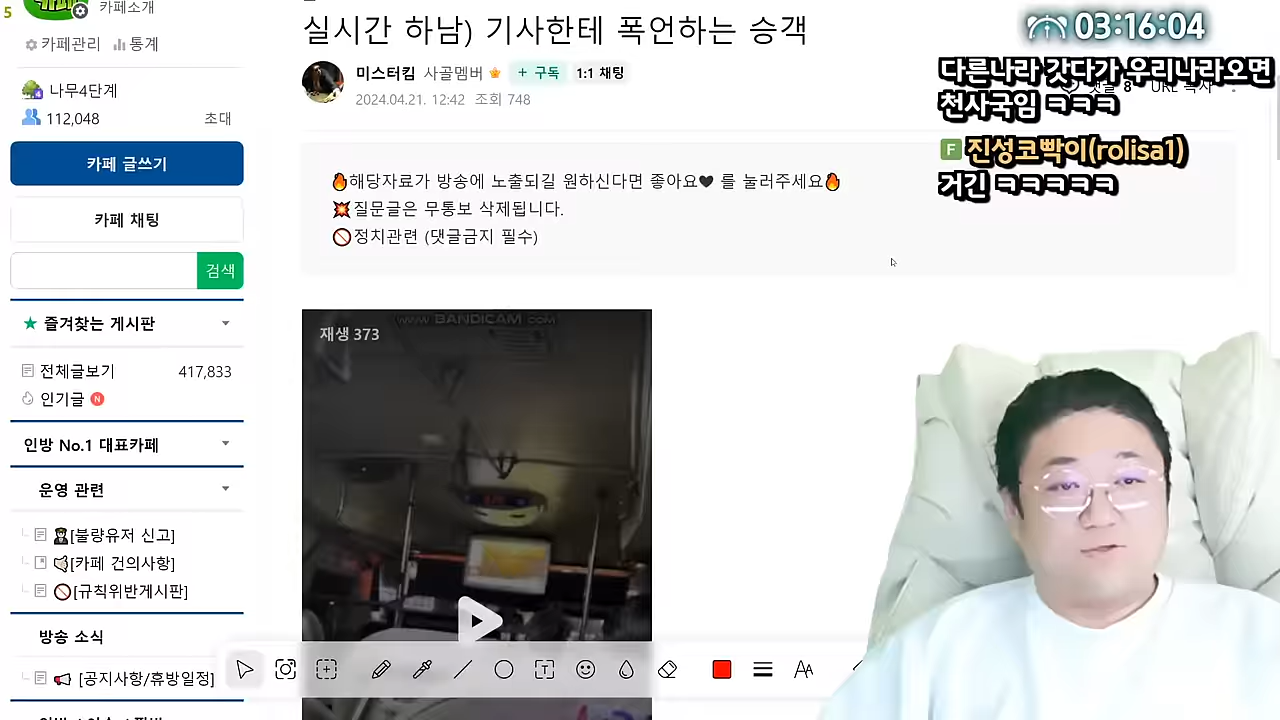 5
카페소개
카페관리 통계
나무4단계
112,048 초대
카페 글쓰기
카페 채팅
검색
★ 즐겨찾는 게시판
전체글보기 417,833
인기글 N
인방 No.1 대표카페
운영 관련
[불량유저 신고]
[카페 건의사항]
[규칙위반게시판]
방송 소식
[공지사항/휴방일정]
실시간 하남) 기사한테 폭언하는 승객
미스터킴 사골멤버 + 구독 1:1 채팅
2024.04.21. 12:42 조회 748
댓글 8 URL 복사
🔥해당자료가 방송에 노출되길 원하신다면 좋아요🖤 를 눌러주세요🔥
💥질문글은 무통보 삭제됩니다.
🚫정치관련 (댓글금지 필수)
재생 373
www.BANDICAM.com
03:16:04
다른나라 갖다가 우리나라오면
천사국임 ㅋㅋㅋ
F 진성코빡이(rolisa1)
거긴 ㅋㅋㅋㅋㅋ